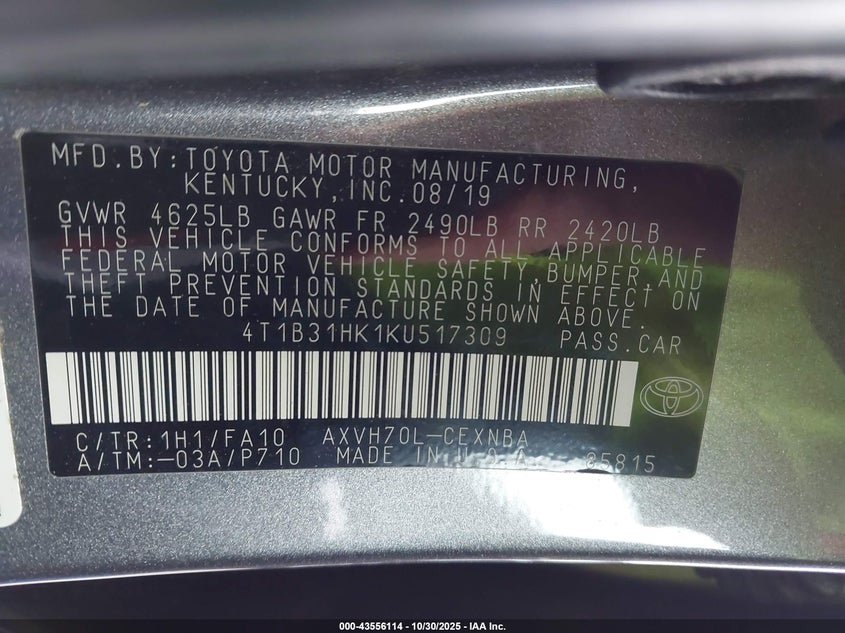 MFD.BY:TOYOTA MOTOR MANUFACTURING,
KENTUCKY,INC.08/19
GVWR 4625LB GAWR FR 2490LB RR 2420LB
THIS VEHICLE CONFORMS TO ALL APPLICABLE
FEDERAL MOTOR VEHICLE SAFETY,BUMPER,AND
THEFT PREVENTION STANDARDS IN EFFECT ON
THE DATE OF MANUFACTURE SHOWN ABOVE.
4T1B31HK1KU517309 PASS.CAR
C/TR:1H1/FA10 AXVH70L-CEXNBA
A/TM:-03A/P710 MADE IN U.S.A.
000-43556114 • 10/30/2025 • IAA Inc.